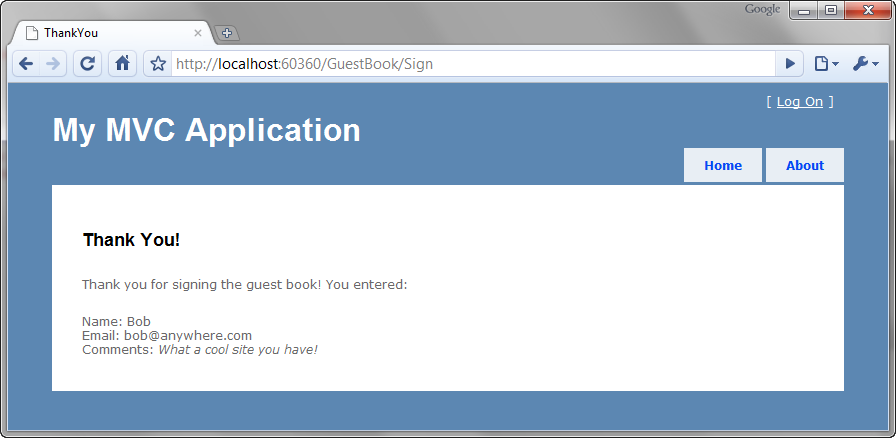 Google
ThankYou
http://localhost:60360/GuestBook/Sign
[ Log On ]
My MVC Application
Home About
Thank You!
Thank you for signing the guest book! You entered:
Name: Bob
Email: bob@anywhere.com
Comments: What a cool site you have!